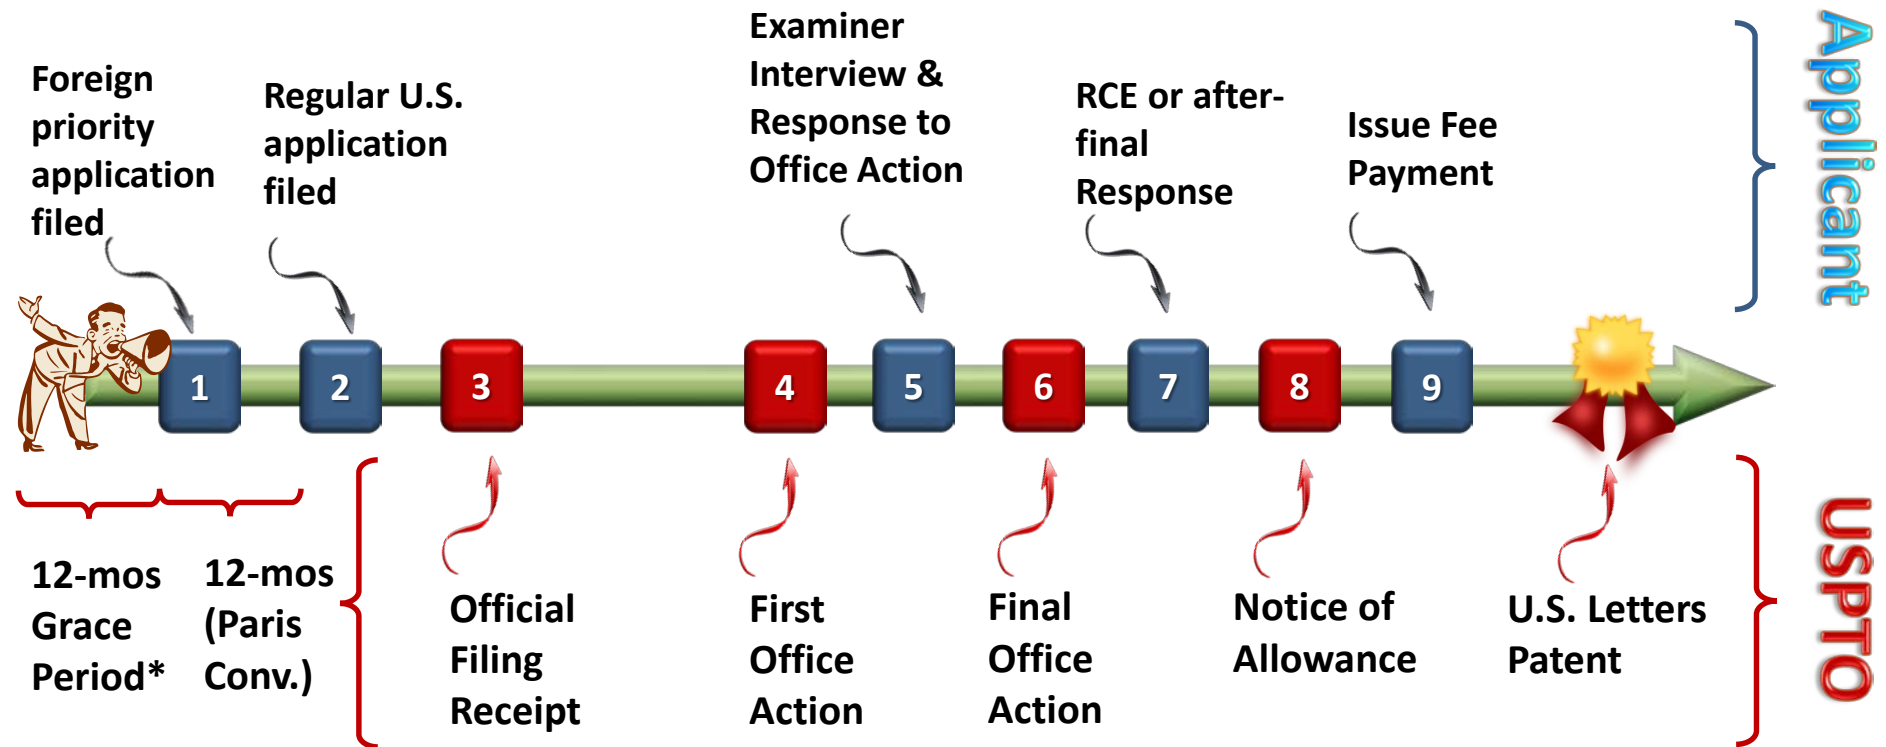 Foreign
priority
application
filed
Regular U.S.
application
filed
Examiner
Interview &
Response to
Office Action
RCE or after-
final
Response
Issue Fee
Payment
Applicant
1
2
3
4
5
6
7
8
9
12-mos
Grace
Period*
12-mos
(Paris
Conv.)
Official
Filing
Receipt
First
Office
Action
Final
Office
Action
Notice of
Allowance
U.S. Letters
Patent
USPTO